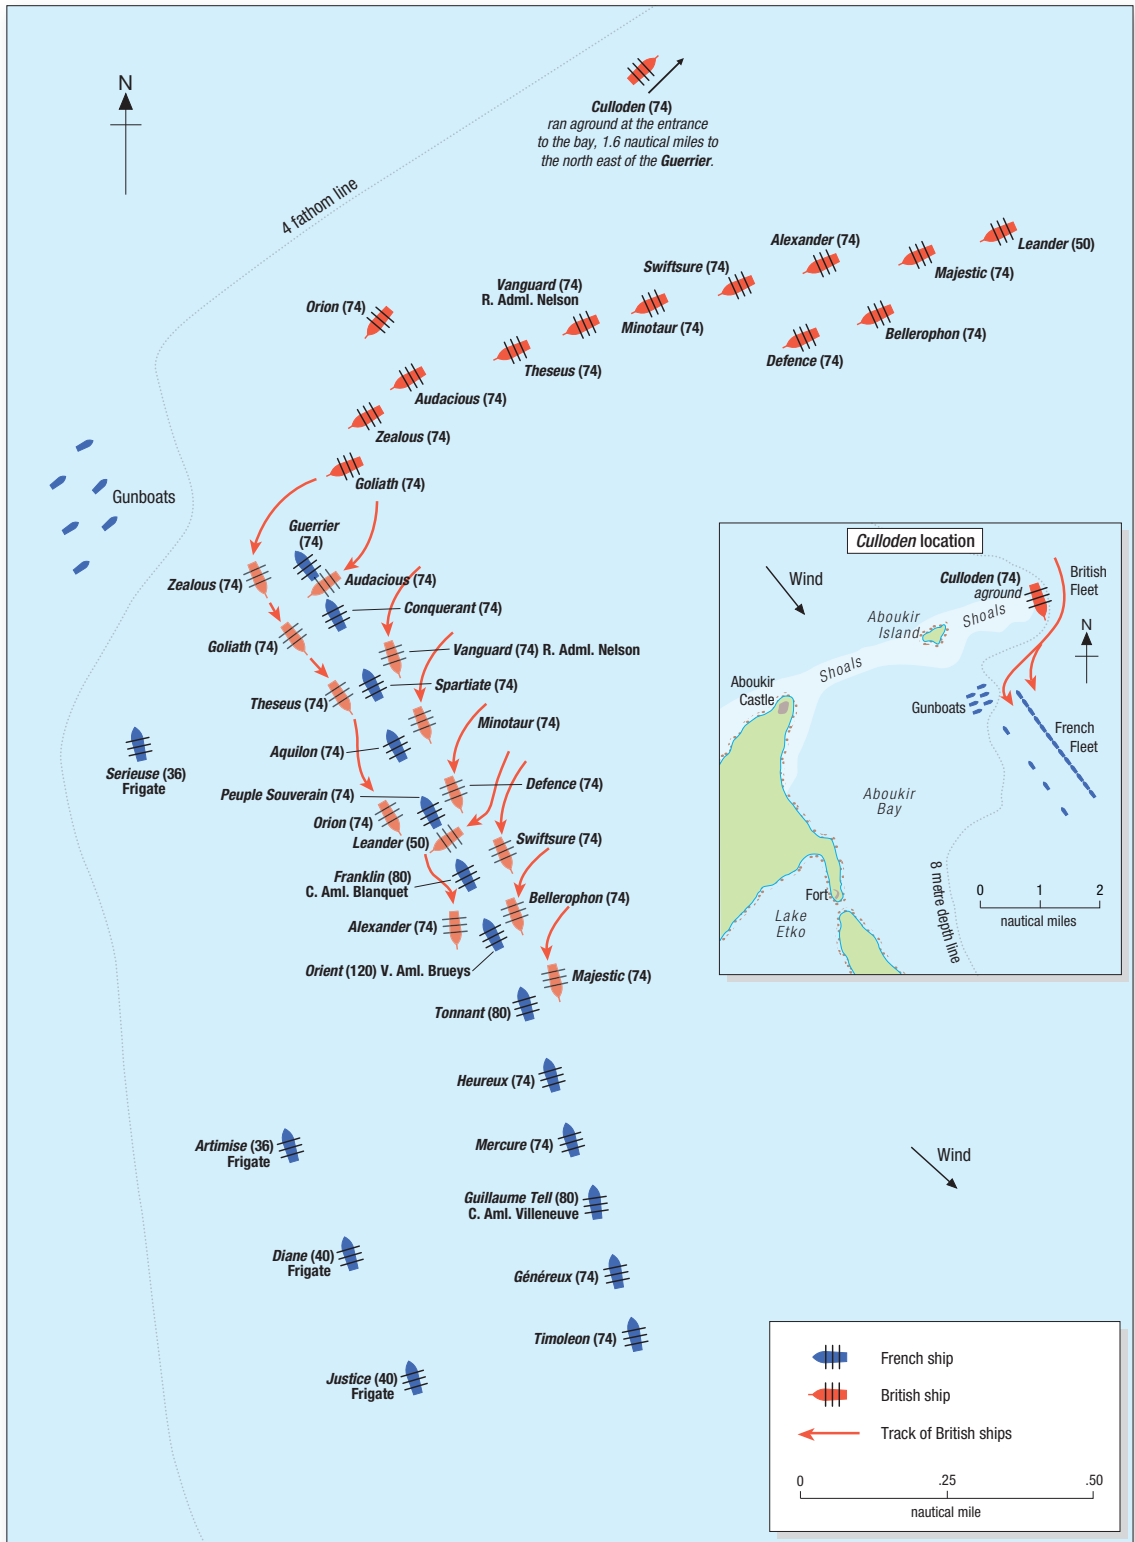 N
Culloden (74)
ran aground at the entrance
to the bay, 1.6 nautical miles to
the north east of the Guerrier.
4 fathom line
Leander (50)
Alexander (74)
Majestic (74)
Swiftsure (74)
Vanguard (74)
R. Adml. Nelson
Orion (74)
Minotaur (74)
Bellerophon (74)
Defence (74)
Theseus (74)
Audacious (74)
Zealous (74)
Goliath (74)
Gunboats
Guerrier
(74)
Zealous (74)
Audacious (74)
Conquerant (74)
Goliath (74)
Vanguard (74) R. Adml. Nelson
Spartiate (74)
Theseus (74)
Minotaur (74)
Aquilon (74)
Serieuse (36)
Frigate
Defence (74)
Peuple Souverain (74)
Orion (74)
Leander (50)
Swiftsure (74)
Franklin (80)
C. Aml. Blanquet
Bellerophon (74)
Alexander (74)
Orient (120) V. Aml. Brueys
Majestic (74)
Tonnant (80)
Heureux (74)
Artimise (36)
Frigate
Mercure (74)
Guillaume Tell (80)
C. Aml. Villeneuve
Diane (40)
Frigate
Généreux (74)
Timoleon (74)
Justice (40)
Frigate
Wind
Culloden location
Wind
Culloden (74)
aground
British
Fleet
Aboukir
Island
Shoals
N
Shoals
Aboukir
Castle
Gunboats
French
Fleet
Aboukir
Bay
Fort
Lake
Etko
8 metre depth line
0 1 2
nautical miles
French ship
British ship
Track of British ships
0 .25 .50
nautical mile